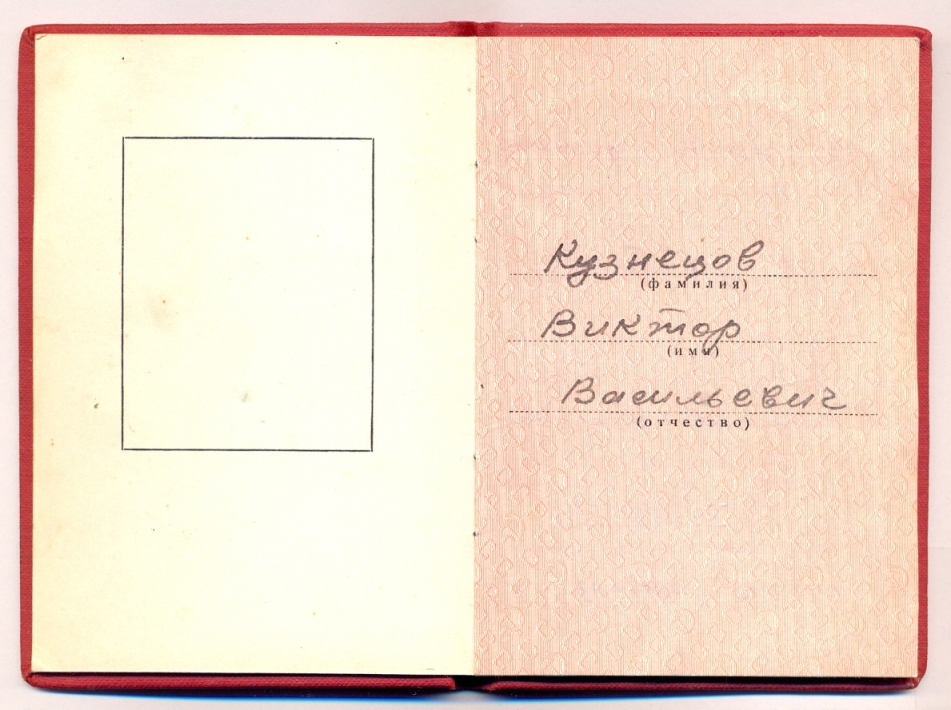 Кузнецов
(фамилия)
Виктор
(имя)
Васильевич
(отчество)